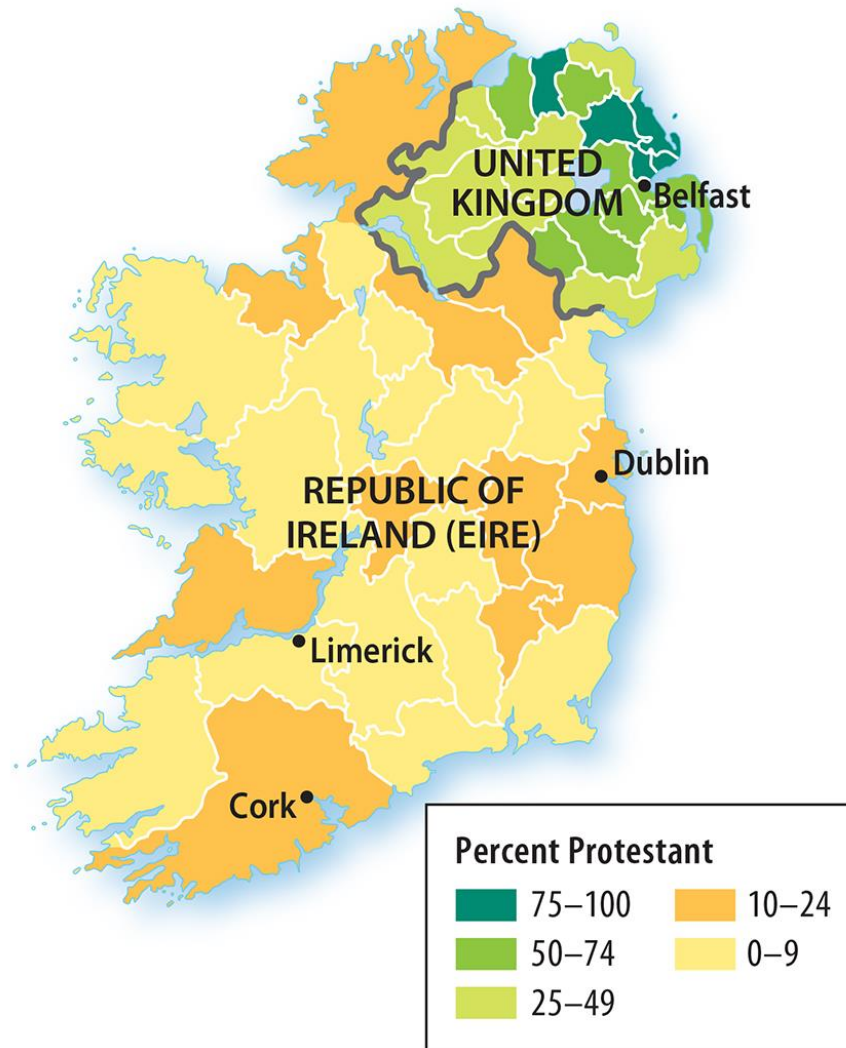 UNITED
KINGDOM
Belfast
Dublin
REPUBLIC OF
IRELAND (EIRE)
Limerick
Cork
Percent Protestant
75–100
10–24
50–74
0–9
25–49